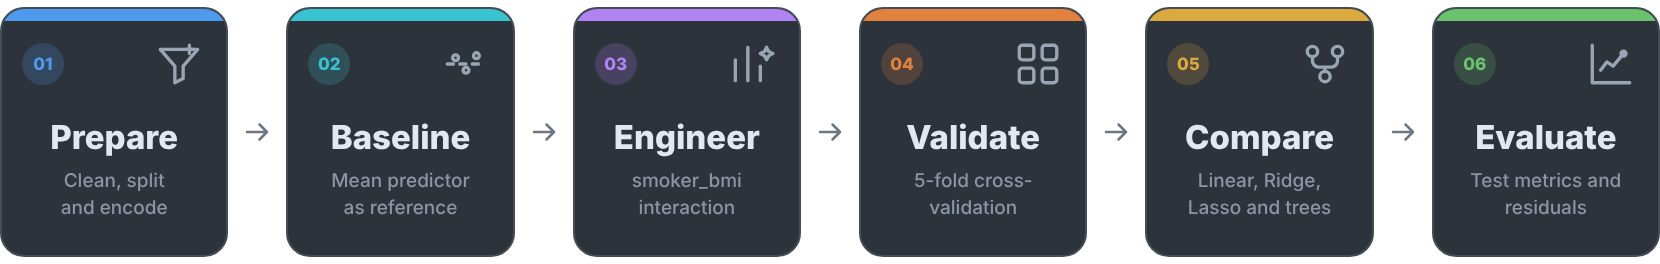 01
Prepare
Clean, split
and encode
02
Baseline
Mean predictor
as reference
03
Engineer
smoker_bmi
interaction
04
Validate
5-fold cross-
validation
05
Compare
Linear, Ridge,
Lasso and trees
06
Evaluate
Test metrics and
residuals